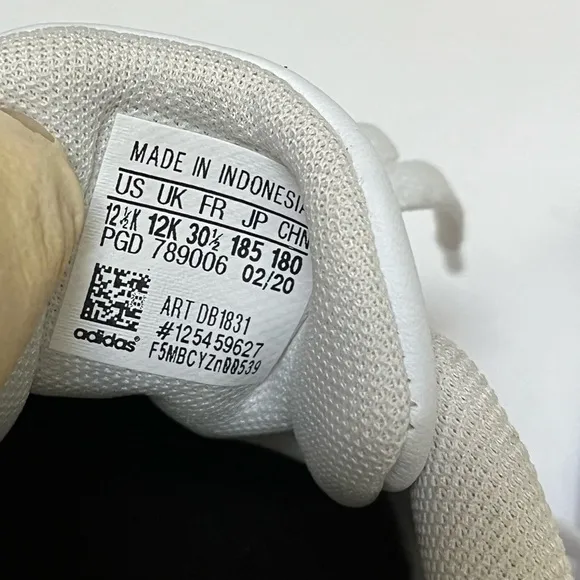 MADE IN INDONESIA
US UK FR JP CHN
12½K 12K 30½ 185 180
PGD 789006 02/20
ART DB1831
#125459627
adidas® F5MBCYZn00539